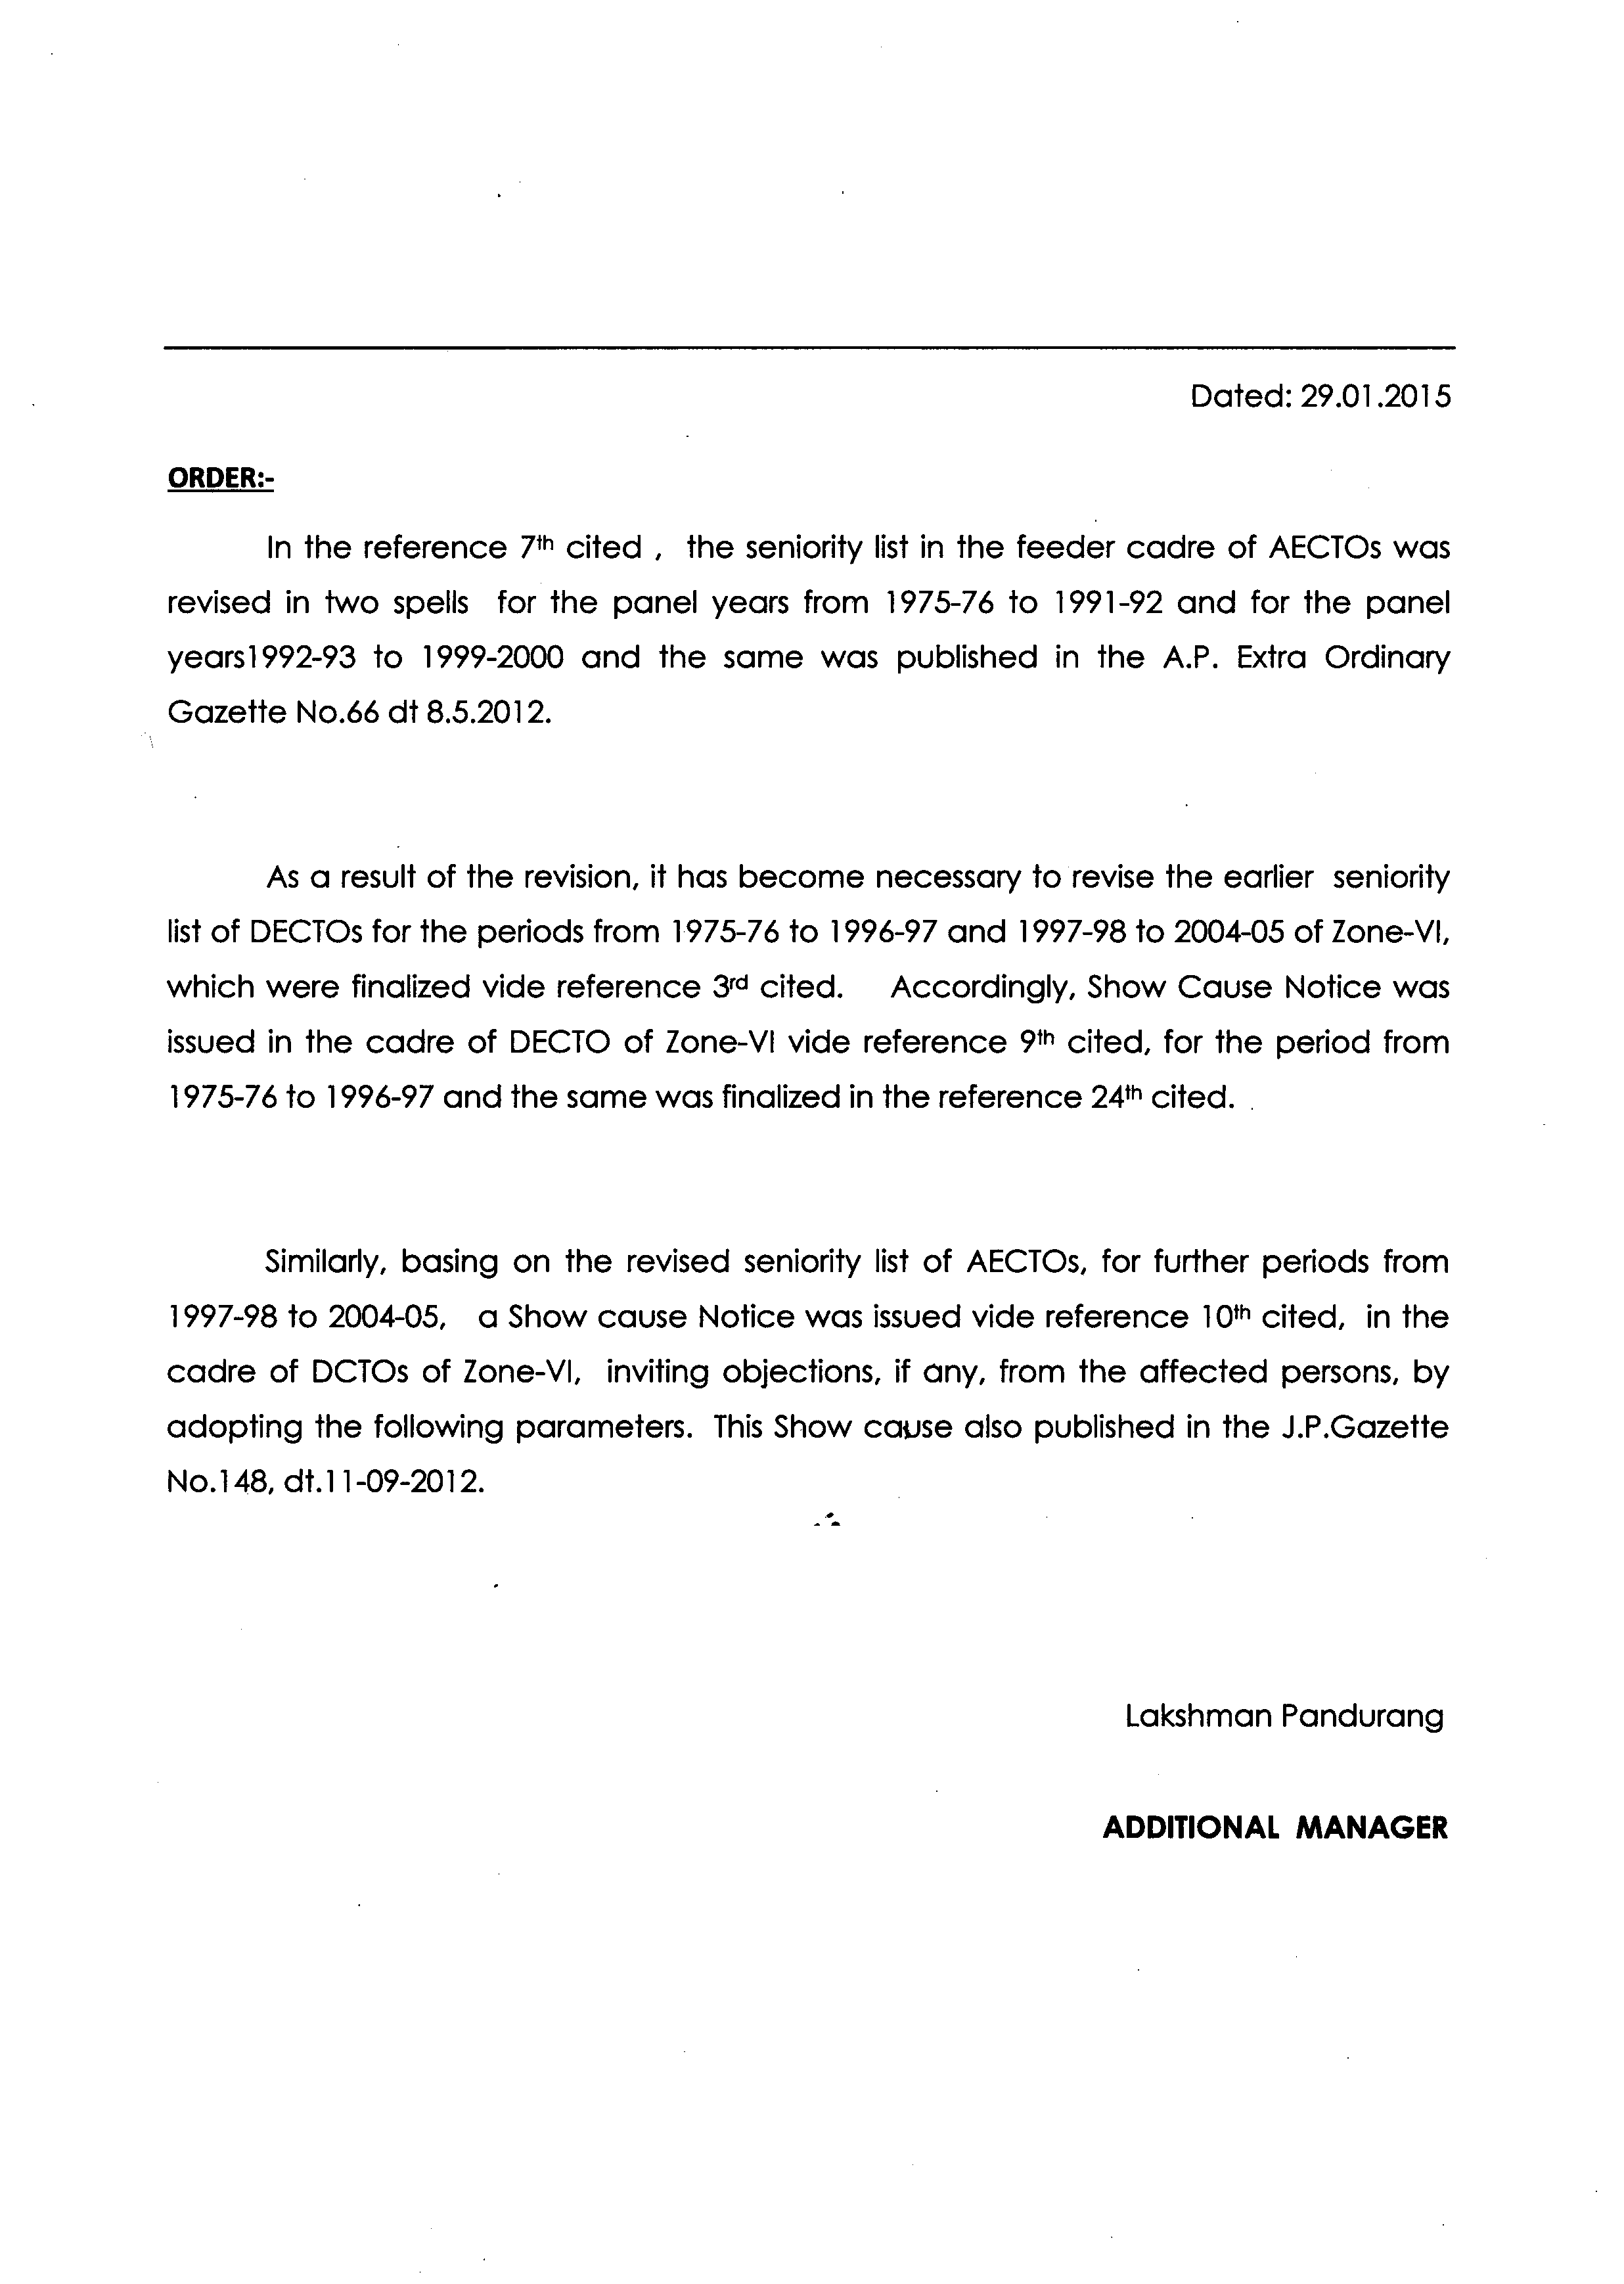 Dated: 29.01.2015
ORDER:-
In the reference 7th cited , the seniority list in the feeder cadre of AECTOs was
revised in two spells for the panel years from 1975-76 to 1991-92 and for the panel
years1992-93 to 1999-2000 and the same was published in the A.P. Extra Ordinary
Gazette No.66 dt 8.5.2012.
As a result of the revision, it has become necessary to revise the earlier seniority
list of DECTOs for the periods from 1975-76 to 1996-97 and 1997-98 to 2004-05 of Zone-VI,
which were finalized vide reference 3rd cited. Accordingly, Show Cause Notice was
issued in the cadre of DECTO of Zone-VI vide reference 9th cited, for the period from
1975-76 to 1996-97 and the same was finalized in the reference 24th cited.
Similarly, basing on the revised seniority list of AECTOs, for further periods from
1997-98 to 2004-05, a Show cause Notice was issued vide reference 10th cited, in the
cadre of DCTOs of Zone-VI, inviting objections, if any, from the affected persons, by
adopting the following parameters. This Show cause also published in the J.P.Gazette
No.148, dt.11-09-2012.
Lakshman Pandurang
ADDITIONAL MANAGER